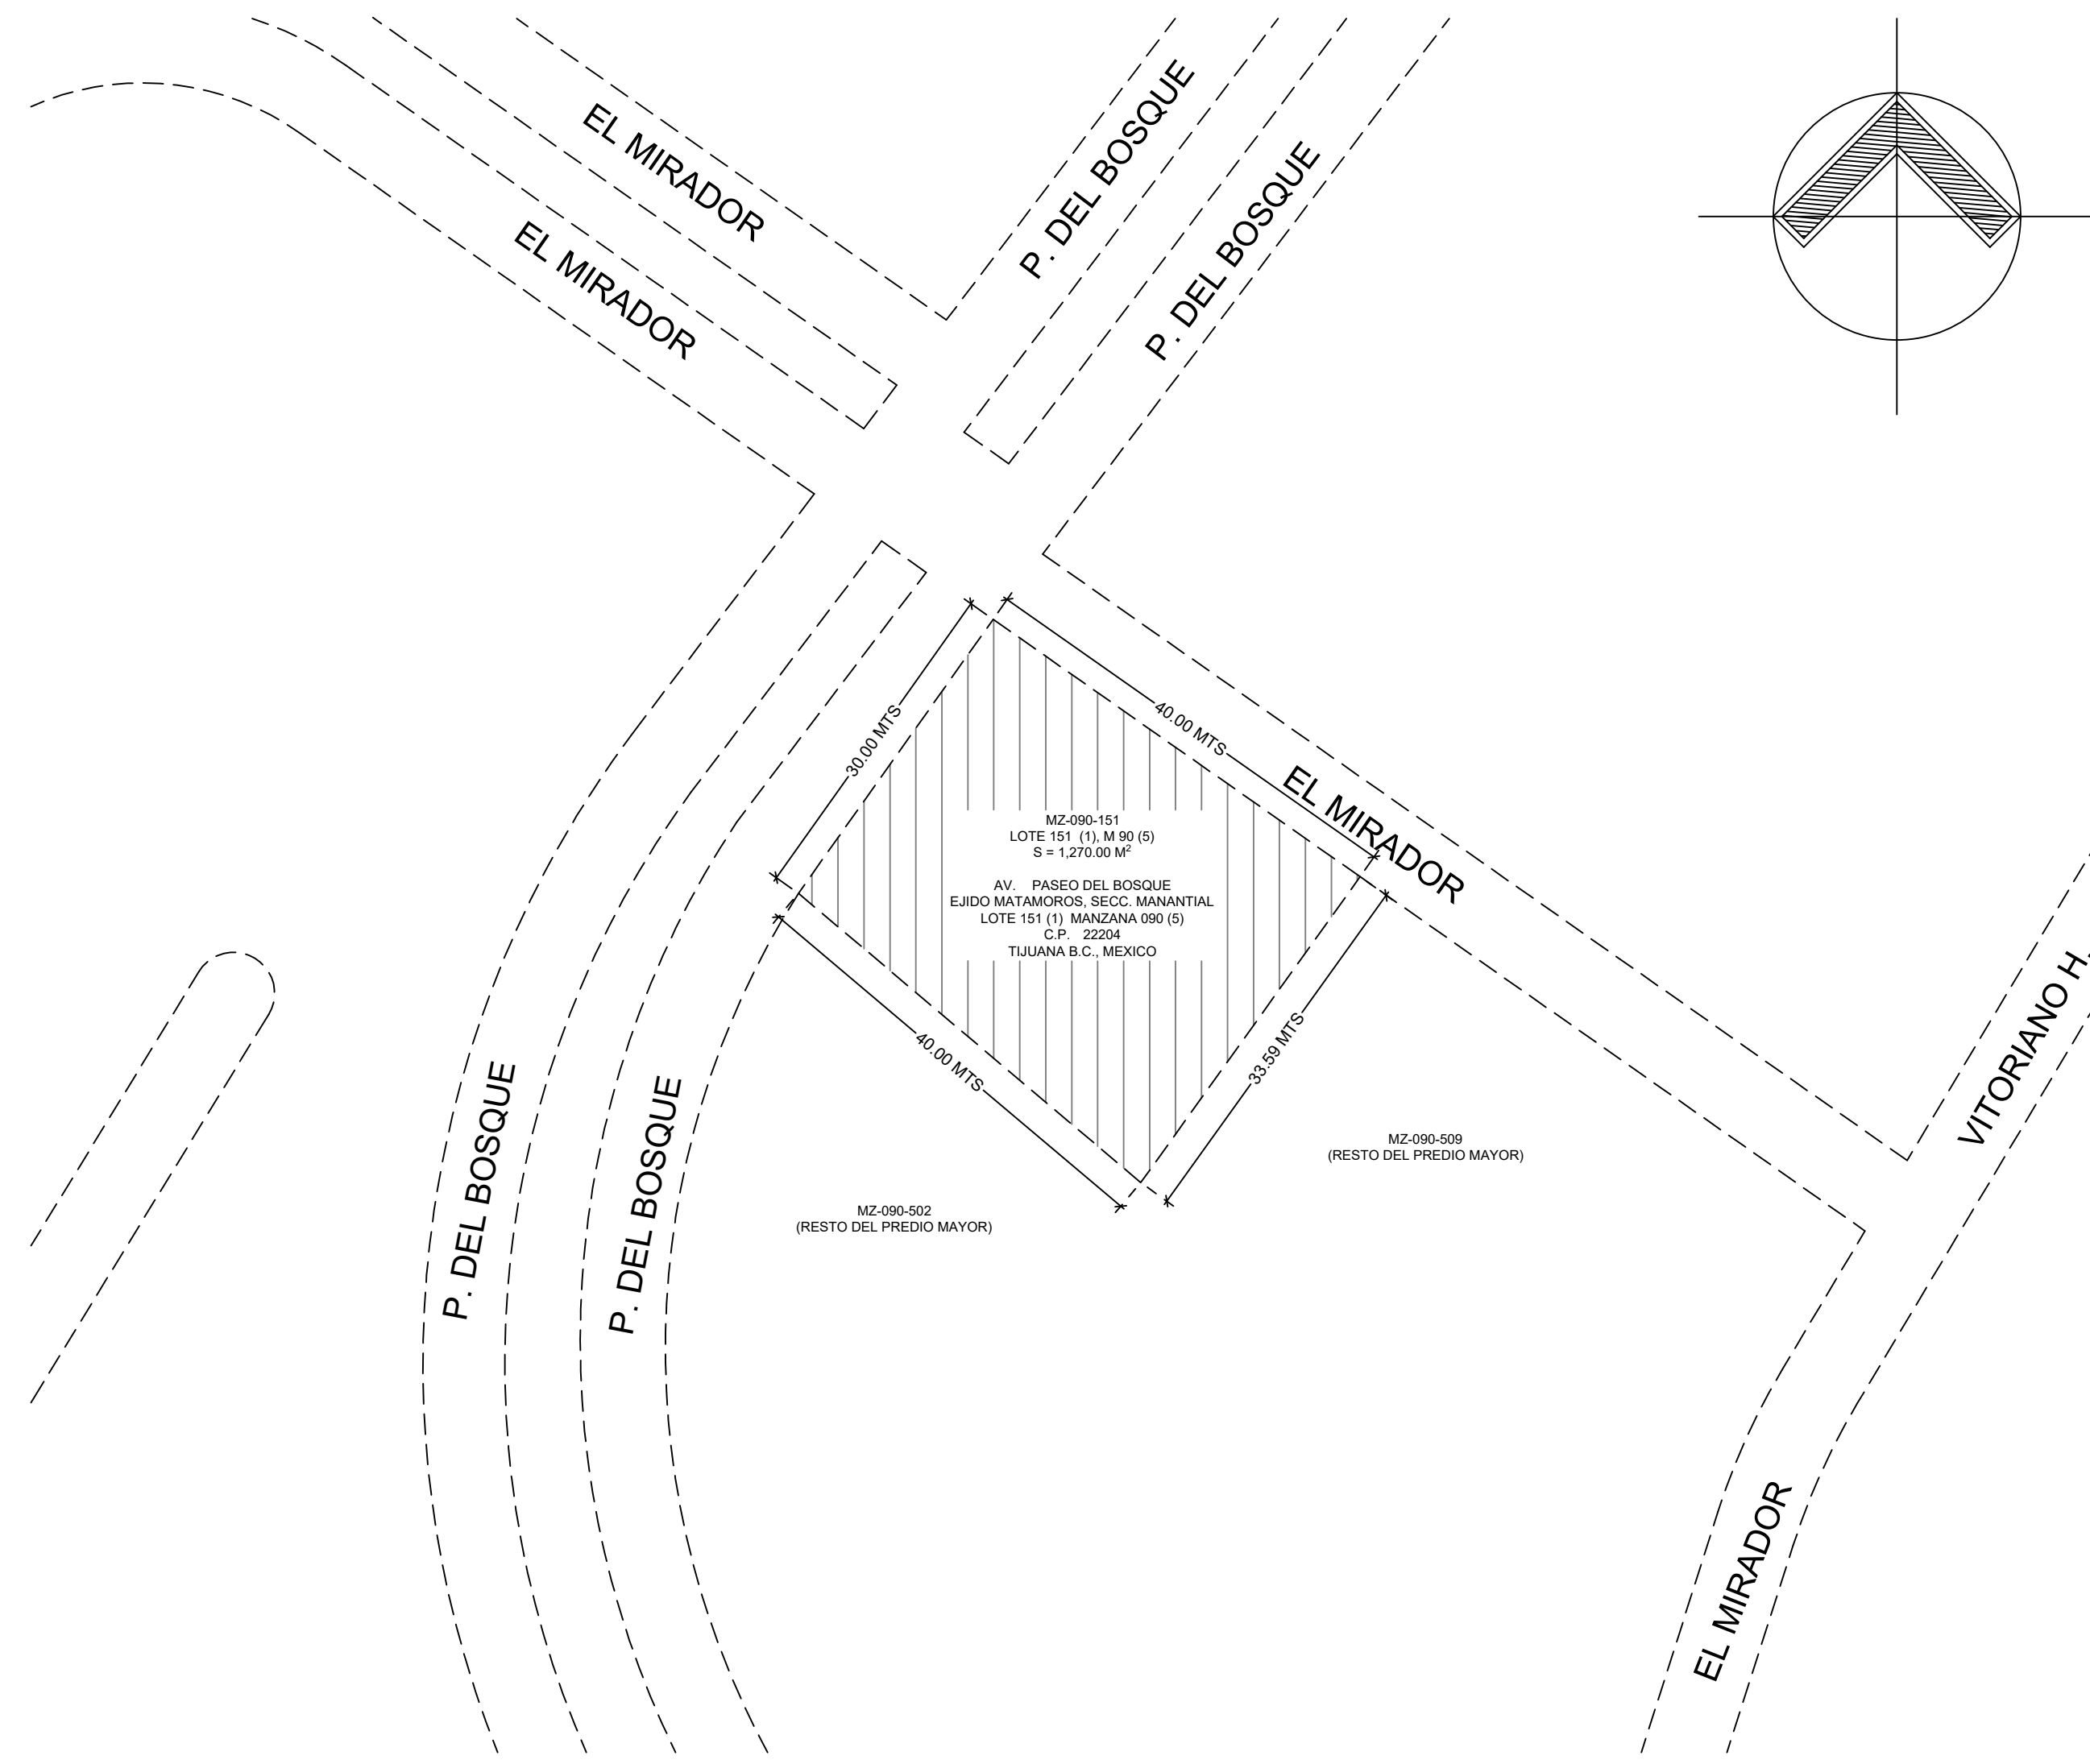 EL MIRADOR
EL MIRADOR
P. DEL BOSQUE
P. DEL BOSQUE
30.00 MTS
40.00 MTS
EL MIRADOR
MZ-090-151
LOTE 151 (1), M 90 (5)
S = 1,270.00 M²
AV. PASEO DEL BOSQUE
EJIDO MATAMOROS, SECC. MANANTIAL
LOTE 151 (1) MANZANA 090 (5)
C.P. 22204
TIJUANA B.C., MEXICO
40.00 MTS
33.59 MTS
VITORIANO H.
P. DEL BOSQUE
P. DEL BOSQUE
MZ-090-509
(RESTO DEL PREDIO MAYOR)
MZ-090-502
(RESTO DEL PREDIO MAYOR)
EL MIRADOR